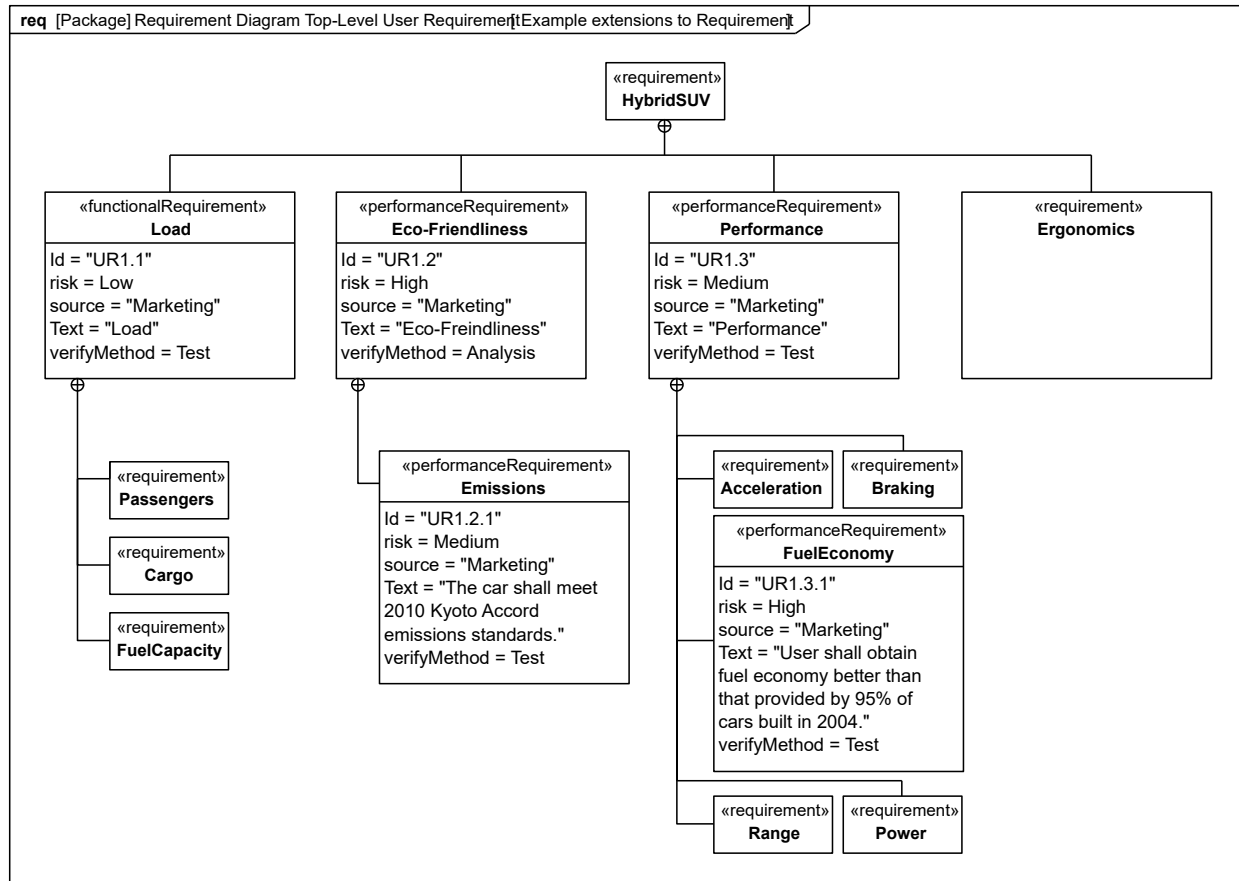 req [Package] Requirement Diagram Top-Level User Requirement[Example extensions to Requirement]
«requirement»
HybridSUV
«functionalRequirement»
Load
Id = "UR1.1"
risk = Low
source = "Marketing"
Text = "Load"
verifyMethod = Test
«performanceRequirement»
Eco-Friendliness
Id = "UR1.2"
risk = High
source = "Marketing"
Text = "Eco-Freindliness"
verifyMethod = Analysis
«performanceRequirement»
Performance
Id = "UR1.3"
risk = Medium
source = "Marketing"
Text = "Performance"
verifyMethod = Test
«requirement»
Ergonomics
«requirement»
Passengers
«requirement»
Cargo
«requirement»
FuelCapacity
«performanceRequirement»
Emissions
Id = "UR1.2.1"
risk = Medium
source = "Marketing"
Text = "The car shall meet
2010 Kyoto Accord
emissions standards."
verifyMethod = Test
«requirement»
Acceleration
«requirement»
Braking
«performanceRequirement»
FuelEconomy
Id = "UR1.3.1"
risk = High
source = "Marketing"
Text = "User shall obtain
fuel economy better than
that provided by 95% of
cars built in 2004."
verifyMethod = Test
«requirement»
Range
«requirement»
Power